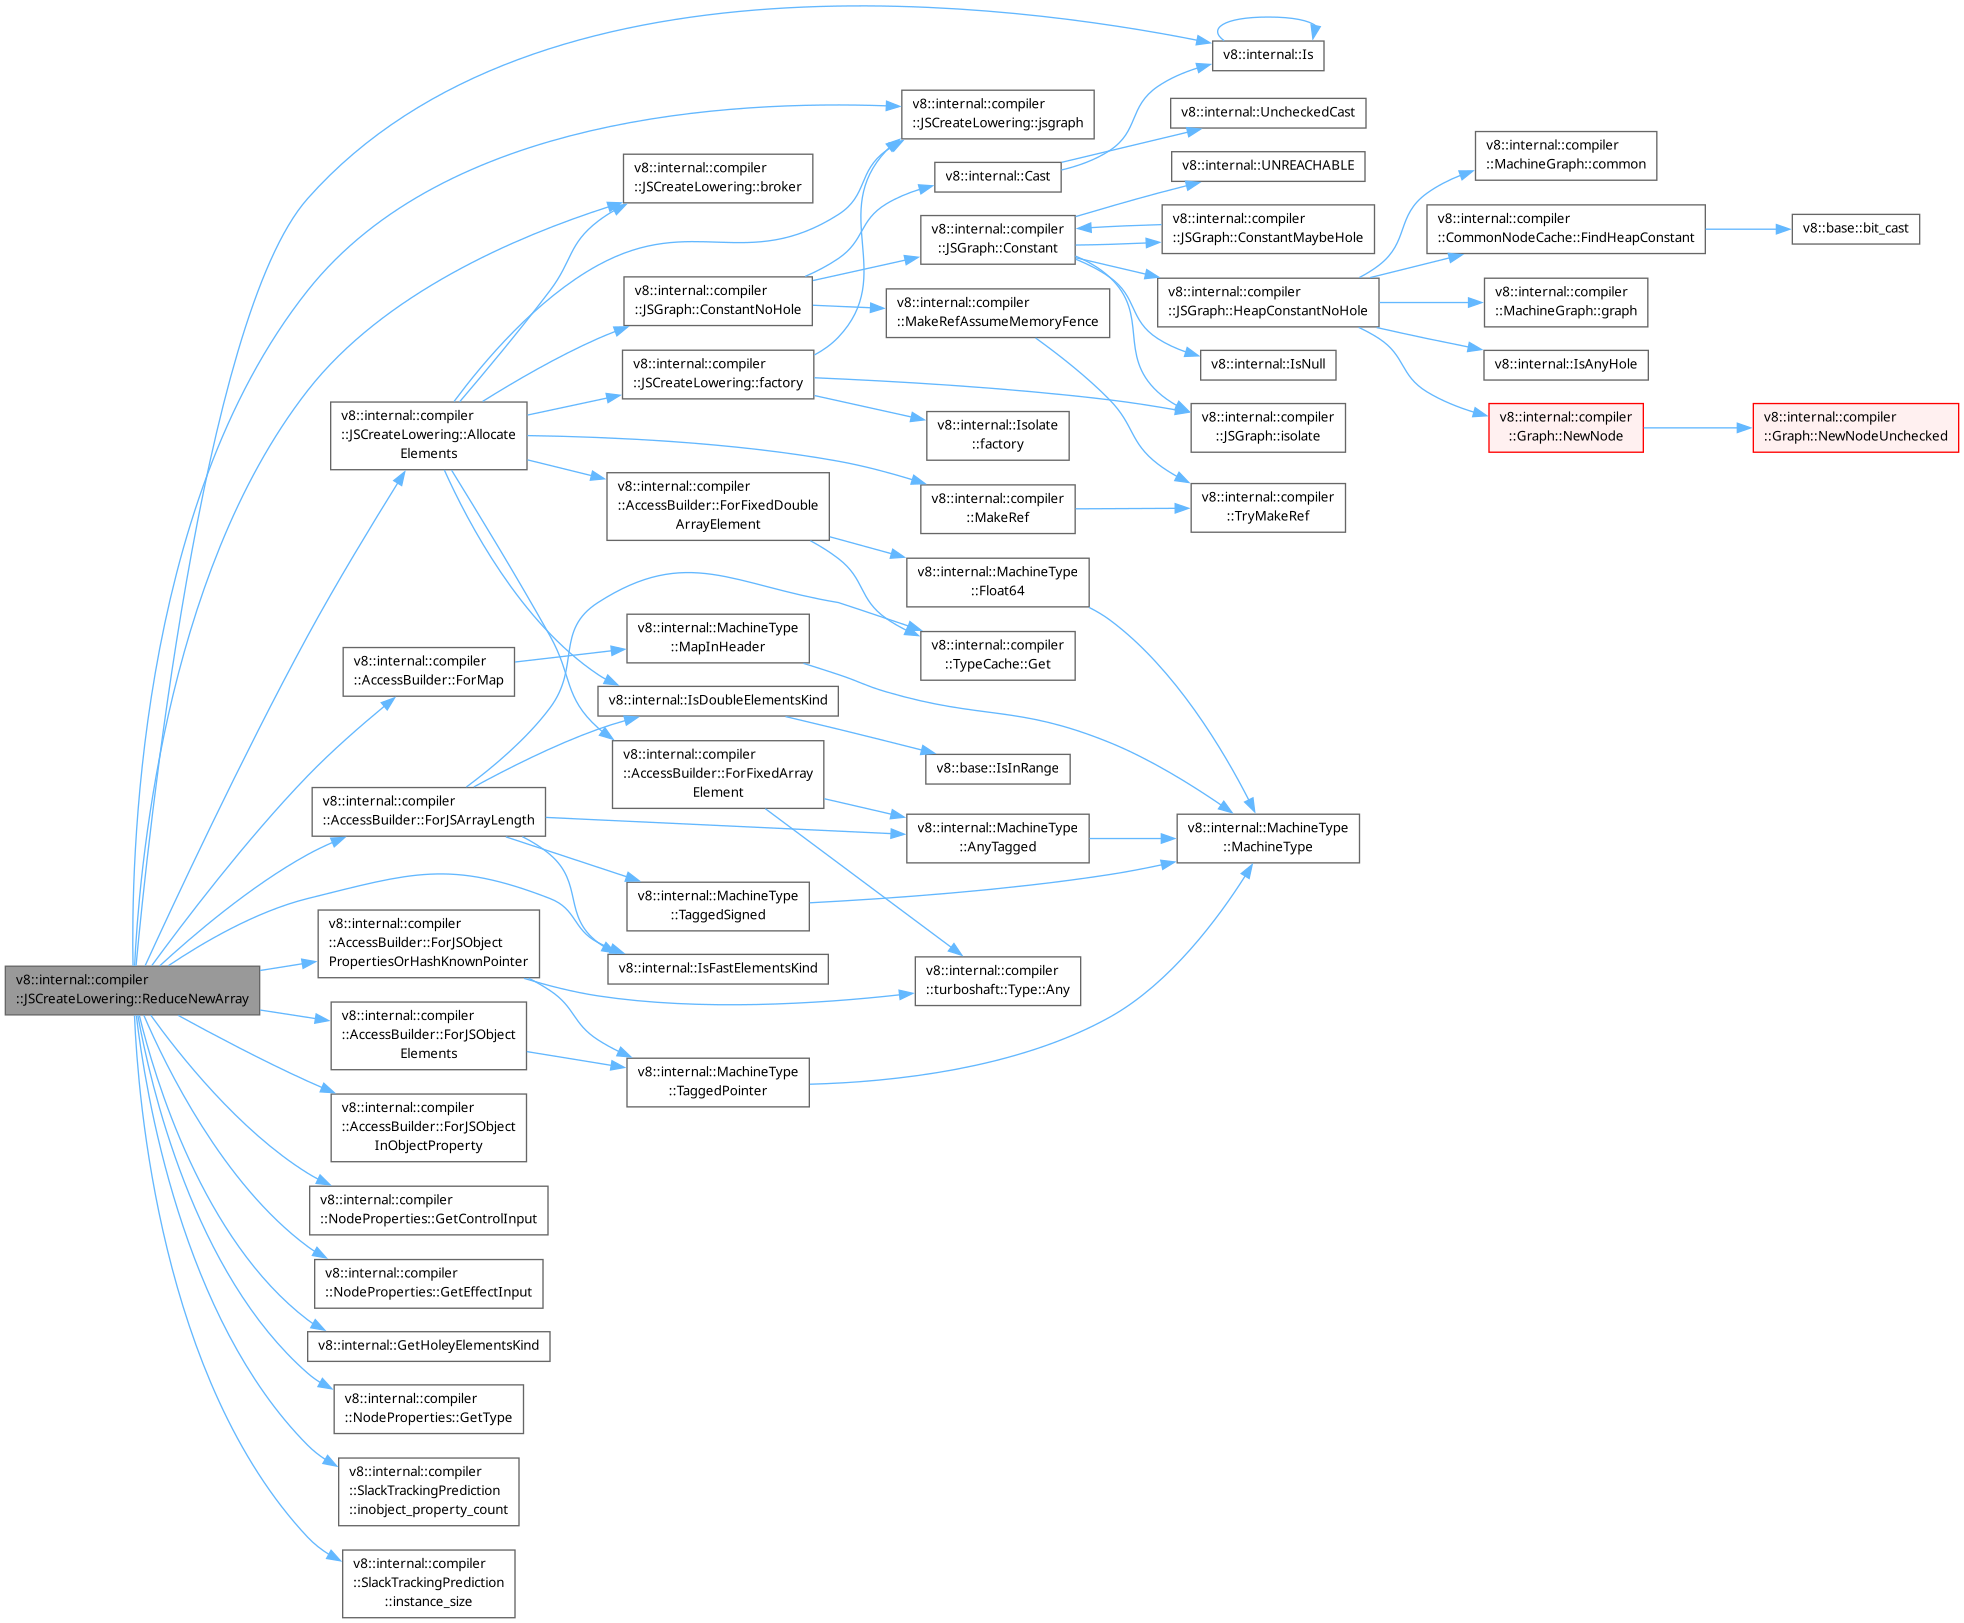 v8::internal::compiler
::JSCreateLowering::ReduceNewArray
v8::internal::Is
v8::internal::compiler
::JSCreateLowering::jsgraph
v8::internal::compiler
::JSCreateLowering::broker
v8::internal::compiler
::JSCreateLowering::Allocate
Elements
v8::internal::compiler
::JSGraph::ConstantNoHole
v8::internal::compiler
::JSCreateLowering::factory
v8::internal::compiler
::AccessBuilder::ForFixedDouble
ArrayElement
v8::internal::Cast
v8::internal::UncheckedCast
v8::internal::compiler
::JSGraph::Constant
v8::internal::UNREACHABLE
v8::internal::compiler
::JSGraph::ConstantMaybeHole
v8::internal::compiler
::JSGraph::HeapConstantNoHole
v8::internal::compiler
::MachineGraph::common
v8::internal::compiler
::CommonNodeCache::FindHeapConstant
v8::base::bit_cast
v8::internal::compiler
::MachineGraph::graph
v8::internal::IsAnyHole
v8::internal::compiler
::Graph::NewNode
v8::internal::compiler
::Graph::NewNodeUnchecked
v8::internal::IsNull
v8::internal::compiler
::JSGraph::isolate
v8::internal::compiler
::MakeRefAssumeMemoryFence
v8::internal::Isolate
::factory
v8::internal::compiler
::MakeRef
v8::internal::compiler
::TryMakeRef
v8::internal::MachineType
::Float64
v8::internal::compiler
::TypeCache::Get
v8::internal::compiler
::AccessBuilder::ForMap
v8::internal::MachineType
::MapInHeader
v8::internal::IsDoubleElementsKind
v8::base::IsInRange
v8::internal::compiler
::AccessBuilder::ForFixedArray
Element
v8::internal::compiler
::AccessBuilder::ForJSArrayLength
v8::internal::MachineType
::AnyTagged
v8::internal::MachineType
::MachineType
v8::internal::MachineType
::TaggedSigned
v8::internal::compiler
::AccessBuilder::ForJSObject
PropertiesOrHashKnownPointer
v8::internal::IsFastElementsKind
v8::internal::compiler
::turboshaft::Type::Any
v8::internal::compiler
::AccessBuilder::ForJSObject
Elements
v8::internal::MachineType
::TaggedPointer
v8::internal::compiler
::AccessBuilder::ForJSObject
InObjectProperty
v8::internal::compiler
::NodeProperties::GetControlInput
v8::internal::compiler
::NodeProperties::GetEffectInput
v8::internal::GetHoleyElementsKind
v8::internal::compiler
::NodeProperties::GetType
v8::internal::compiler
::SlackTrackingPrediction
::inobject_property_count
v8::internal::compiler
::SlackTrackingPrediction
::instance_size